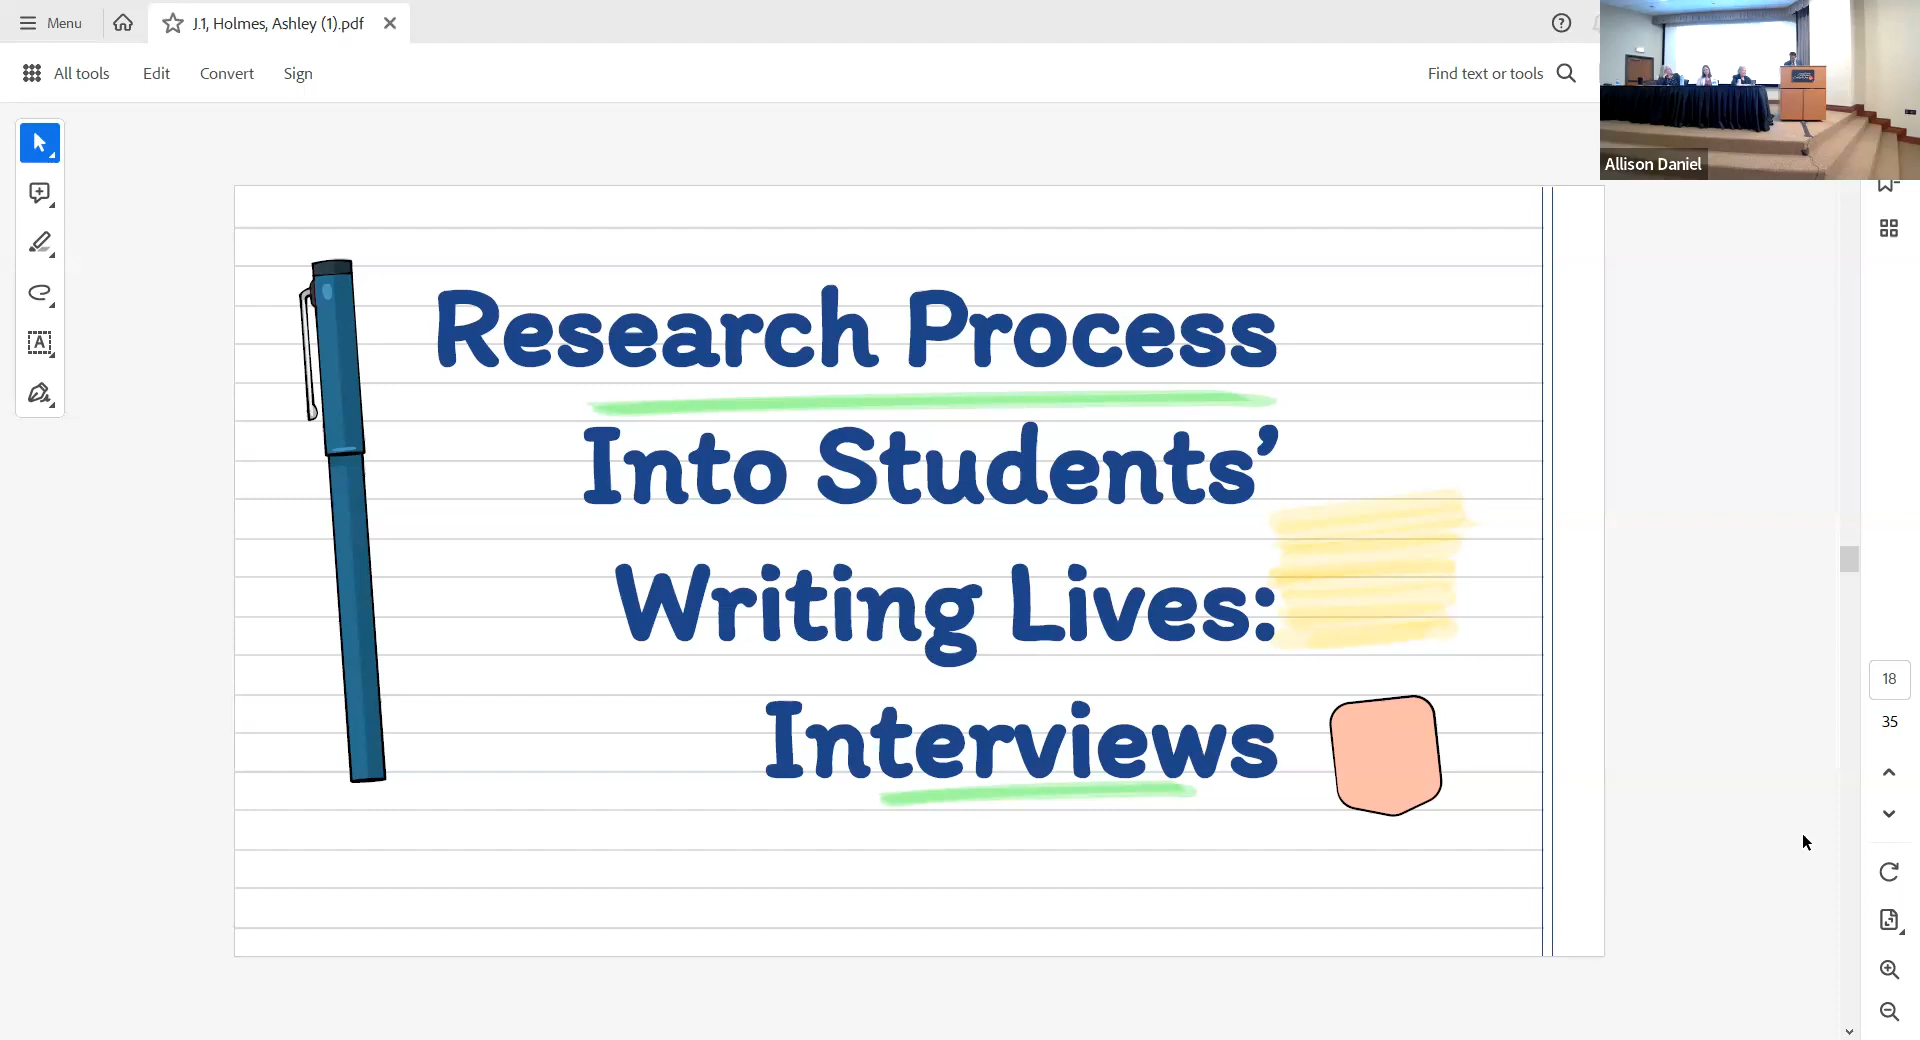 Menu
J.1, Holmes, Ashley (1).pdf
All tools
Edit
Convert
Sign
Find text or tools
Allison Daniel
Research Process
Into Students’
Writing Lives:
Interviews
18
35